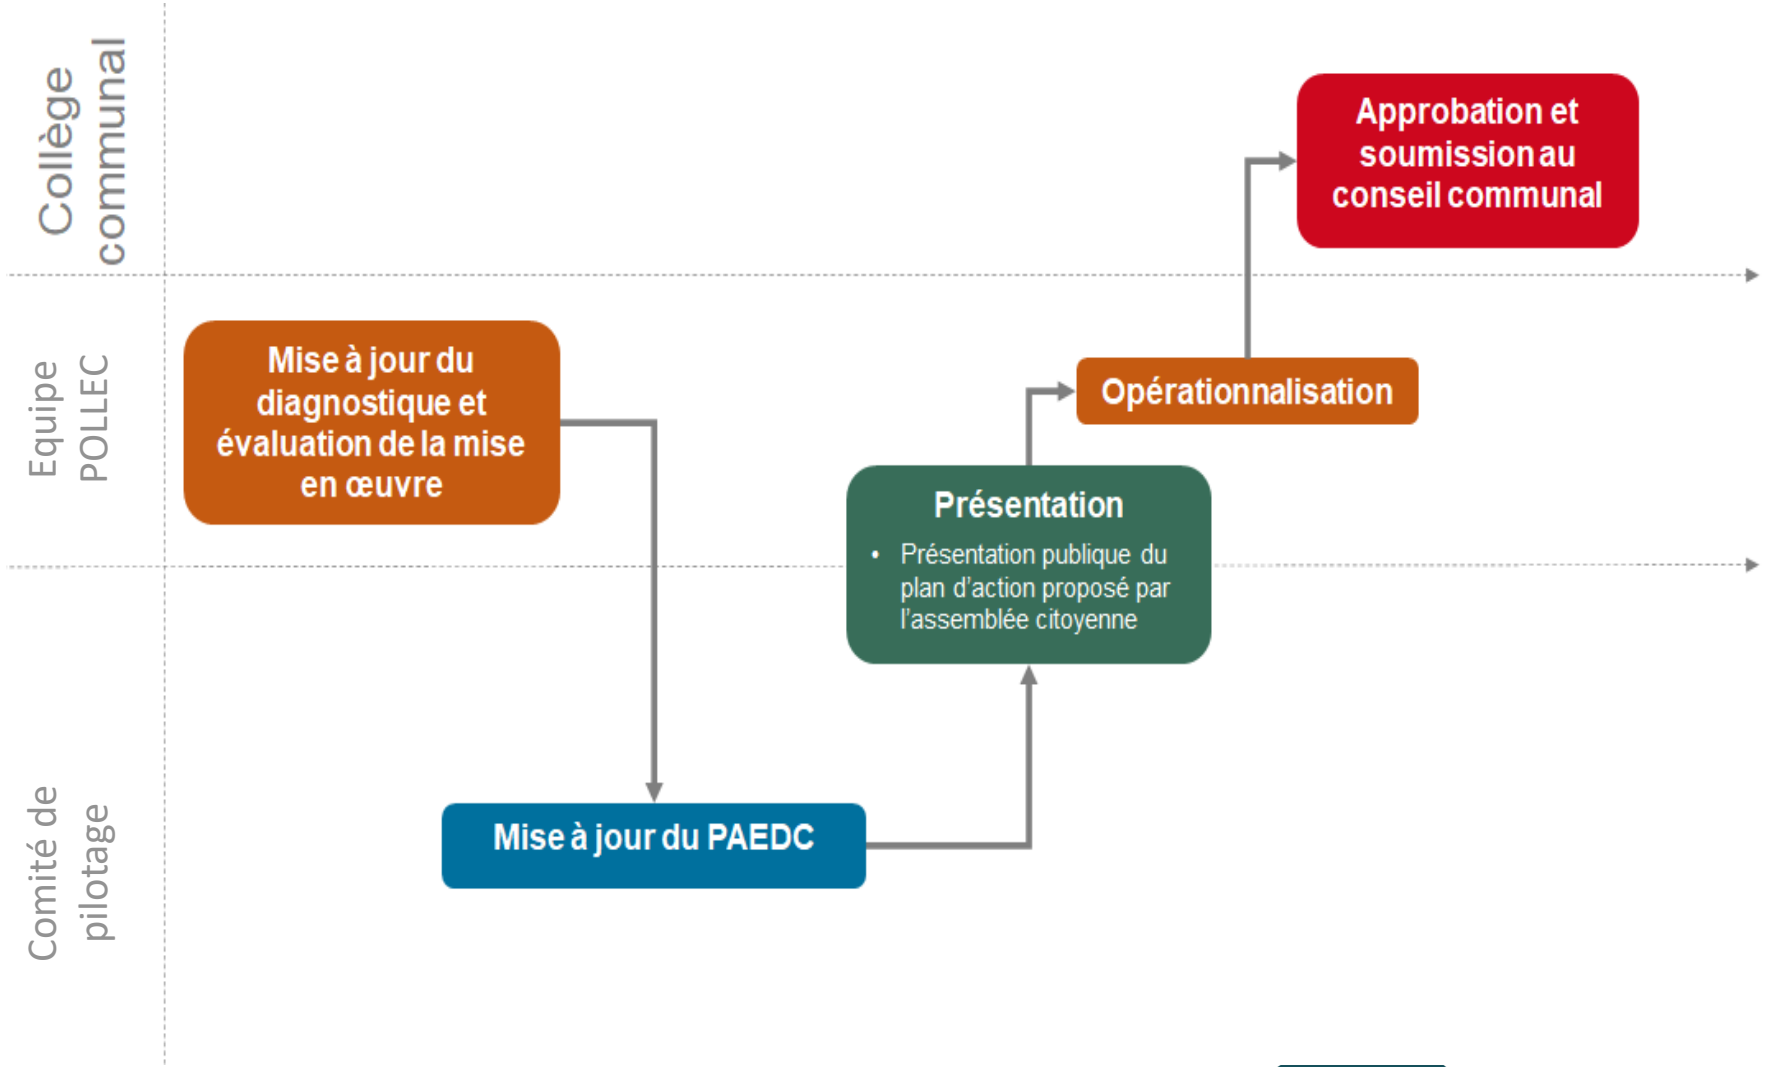 Collège
communal
Approbation et
soumission au
conseil communal
Equipe
POLLEC
Mise à jour du
diagnostique et
évaluation de la mise
en œuvre
Opérationnalisation
Présentation
• Présentation publique du
plan d'action proposé par
l'assemblée citoyenne
Comité de
pilotage
Mise à jour du PAEDC